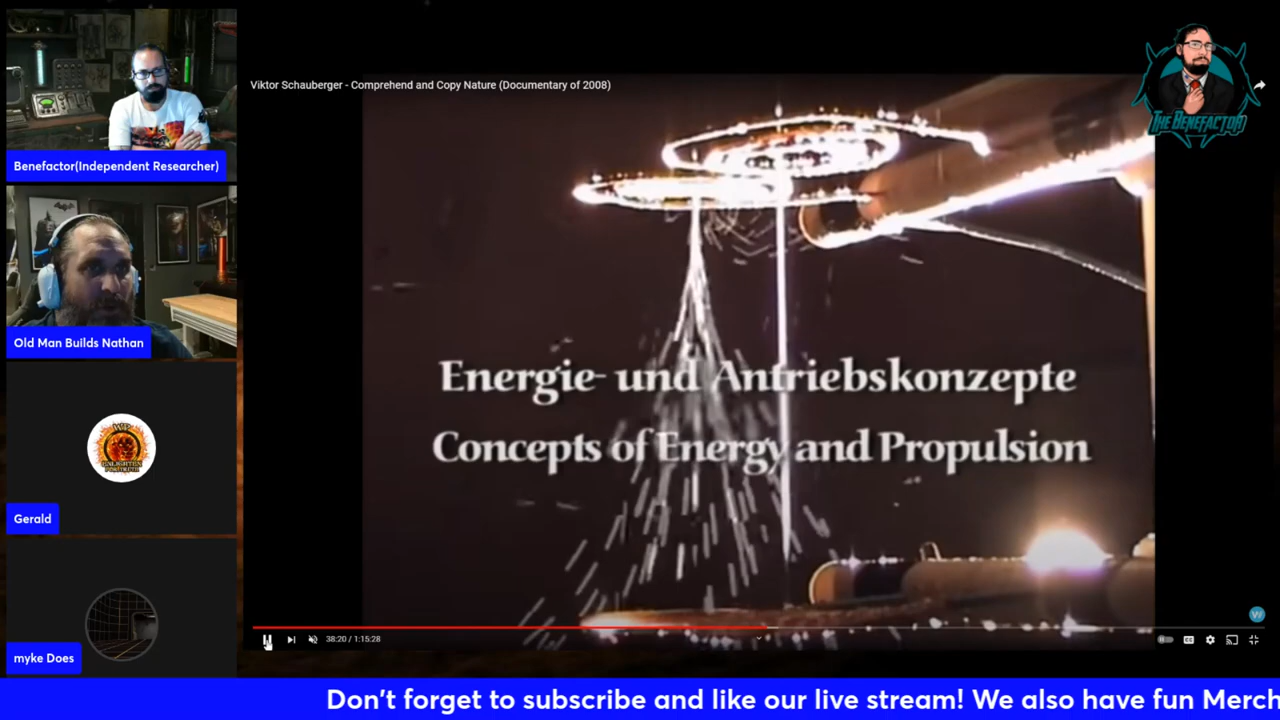 Viktor Schauberger - Comprehend and Copy Nature (Documentary of 2008)
THE BENEFACTOR
Benefactor(Independent Researcher)
Old Man Builds Nathan
Gerald
myke Does
Energie- und Antriebskonzepte
Concepts of Energy and Propulsion
38:20 / 1:15:28
CC
Don't forget to subscribe and like our live stream! We also have fun Merch